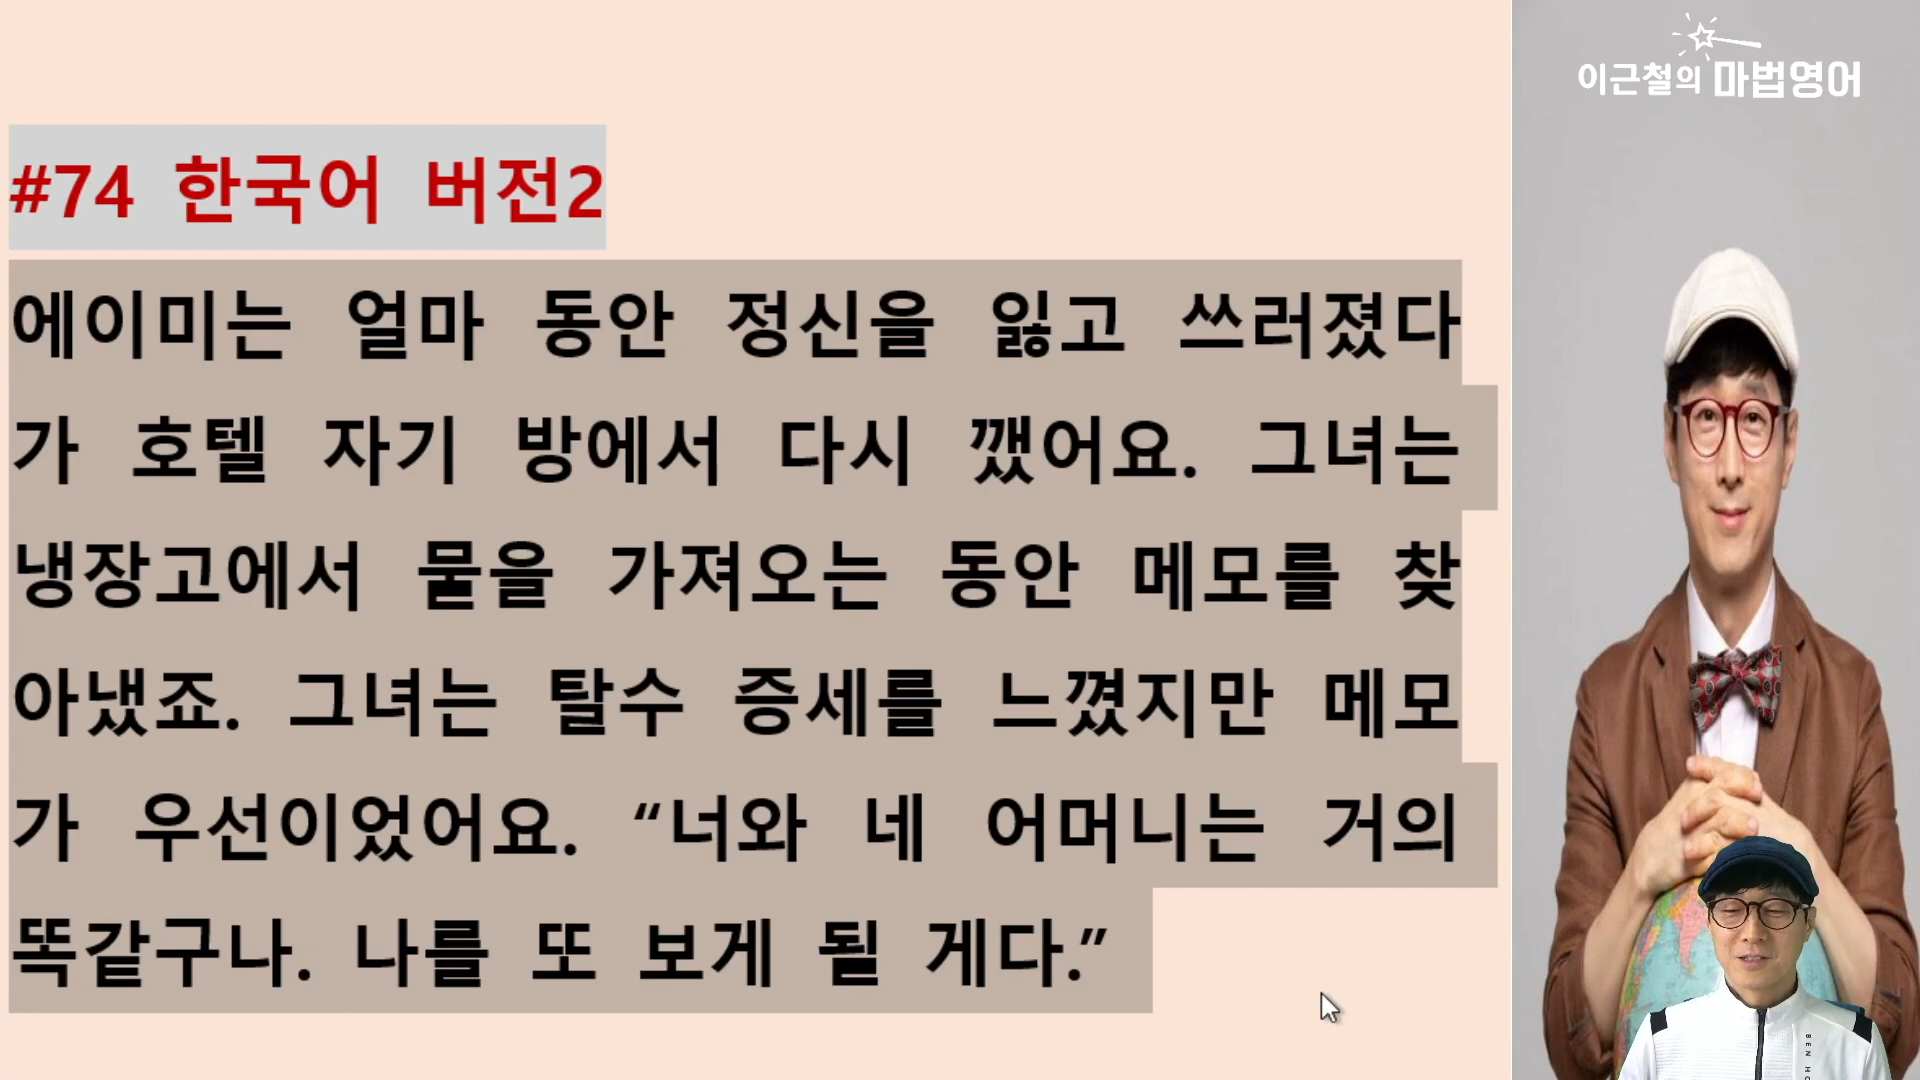 이근철의 마법영어
#74 한국어 버전2
에이미는 얼마 동안 정신을 잃고 쓰러졌다
가 호텔 자기 방에서 다시 깼어요. 그녀는
냉장고에서 물을 가져오는 동안 메모를 찾
아냈죠. 그녀는 탈수 증세를 느꼈지만 메모
가 우선이었어요. “너와 네 어머니는 거의
똑같구나. 나를 또 보게 될 게다.”